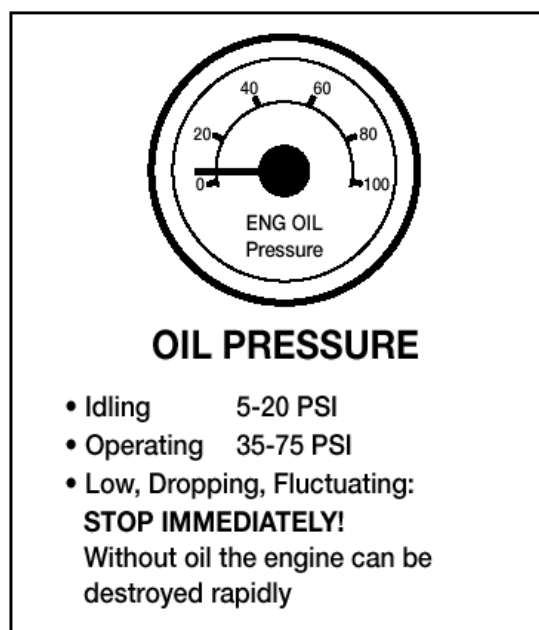 40 60
20 80
0 100
ENG OIL
Pressure
OIL PRESSURE
• Idling 5-20 PSI
• Operating 35-75 PSI
• Low, Dropping, Fluctuating:
STOP IMMEDIATELY!
Without oil the engine can be
destroyed rapidly